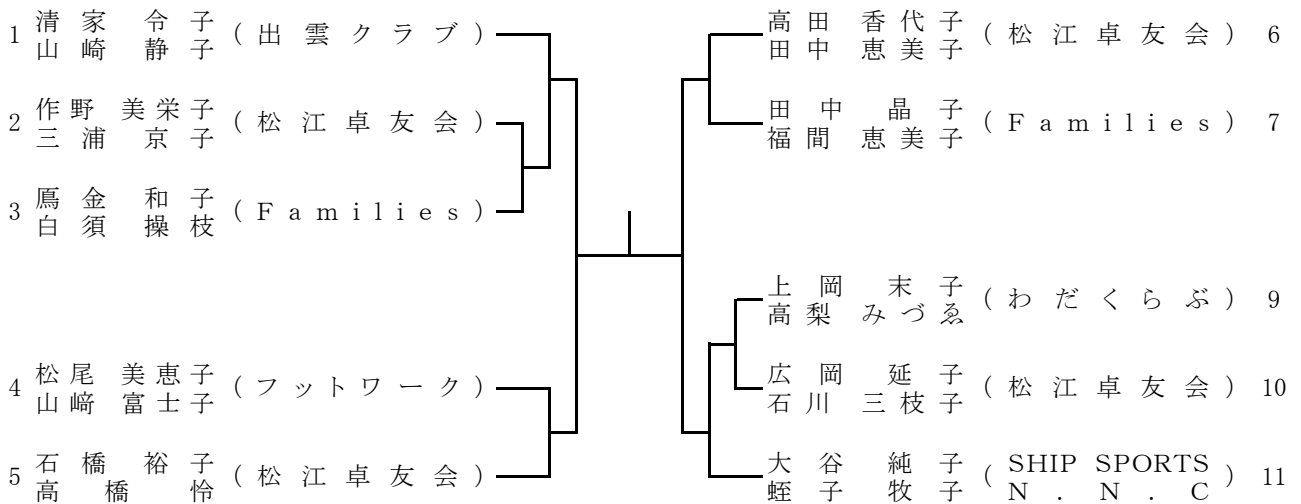 1 清家 令子 (出雲クラブ)
山崎 静子
2 作野 美栄子 (松江卓友会)
三浦 京子
3 鳫金 和子 (Families)
白須 操枝
4 松尾 美恵子 (フットワーク)
山﨑 富士子
5 石橋 裕子 (松江卓友会)
高橋 怜
高田 香代子 (松江卓友会) 6
田中 恵美子
田中 晶子 (Families) 7
福間 恵美子
上岡 末子 (わだくらぶ) 9
高梨 みづゑ
広岡 延子 (松江卓友会) 10
石川 三枝子
大谷 純子 (SHIP SPORTS 11
蛭子 牧子 N.N.C)